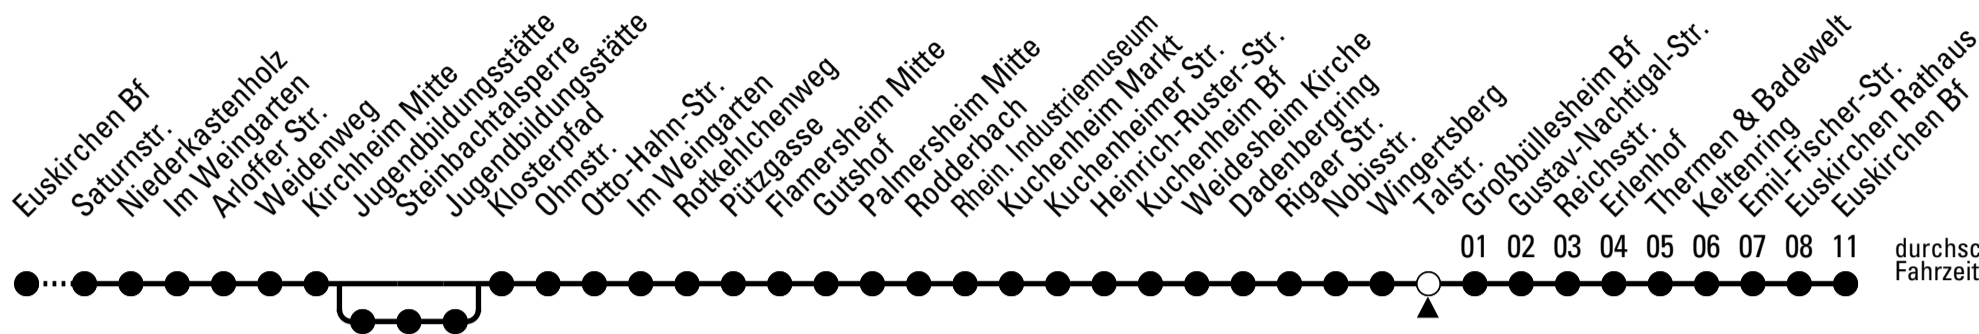 Euskirchen Bf
Saturnstr.
Niederkastenholz
Im Weingarten
Arloffer Str.
Weidenweg
Kirchheim Mitte
Jugendbildungsstätte
Steinbachtalsperre
Jugendbildungsstätte
Klosterpfad
Ohmstr.
Otto-Hahn-Str.
Im Weingarten
Rotkehlchenweg
Pützgasse
Flamersheim Mitte
Gutshof
Palmersheim Mitte
Rodderbach
Rhein. Industriemuseum
Kuchenheim Markt
Kuchenheimer Str.
Heinrich-Ruster-Str.
Kuchenheim Bf
Weidesheim Kirche
Dadenbergring
Rigaer Str.
Nobisstr.
Wingertsberg
Talstr.
Großbüllesheim Bf
Gustav-Nachtigal-Str.
Reichsstr.
Erlenhof
Thermen & Badewelt
Keltenring
Emil-Fischer-Str.
Euskirchen Rathaus
Euskirchen Bf
01 02 03 04 05 06 07 08 11
durchsc
Fahrzeit